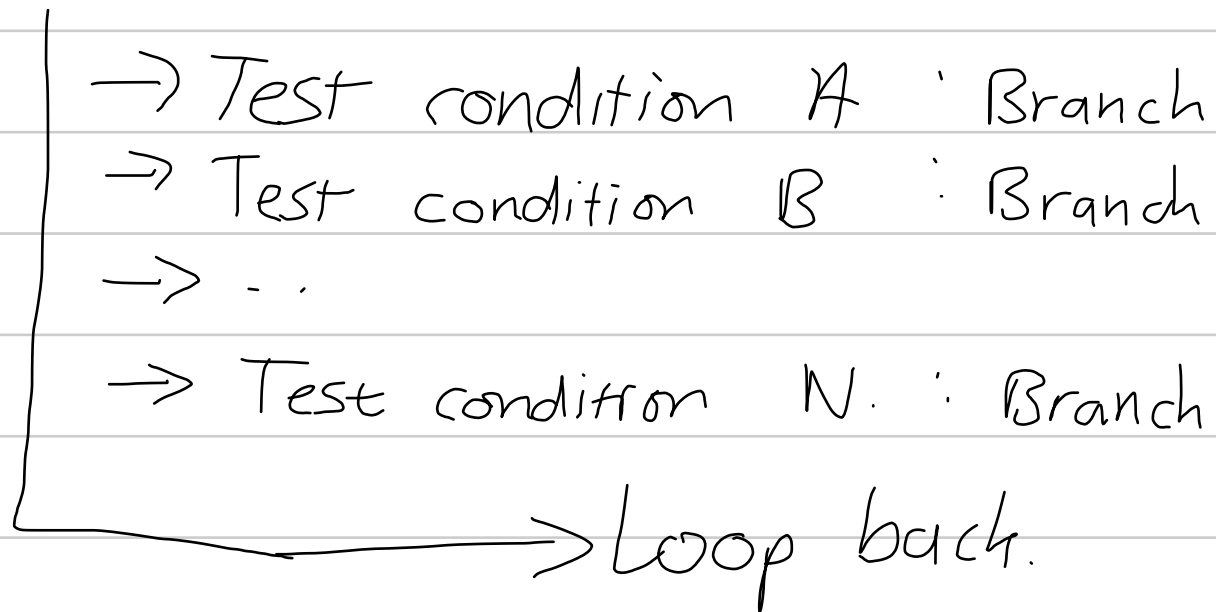 → Test condition A : Branch
→ Test condition B : Branch
→ ..
→ Test condition N. : Branch
→ Loop back.